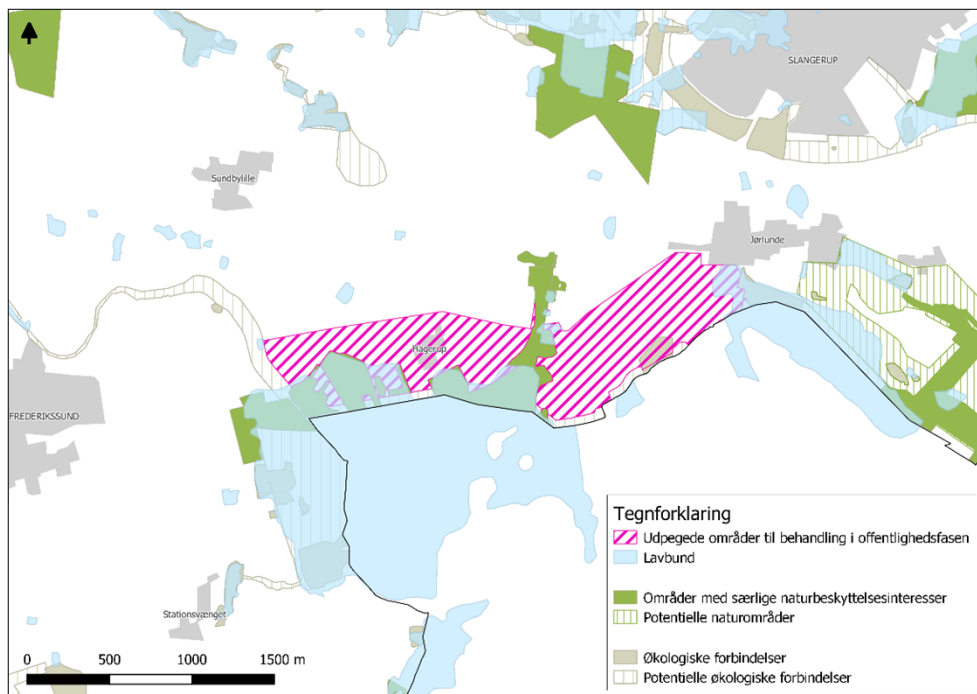 SLANGERUP
Sundbylille
Jørlunde
Hagerup
FREDERIKSSUND
Stationsvænget
Tegnforklaring
Udpegede områder til behandling i offentlighedsfasen
Lavbund
Områder med særlige naturbeskyttelsesinteresser
Potentielle naturområder
Økologiske forbindelser
Potentielle økologiske forbindelser
0 500 1000 1500 m